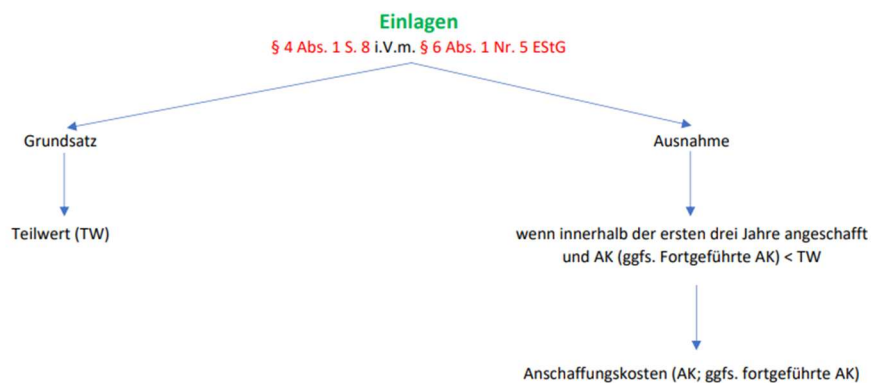 Einlagen
§ 4 Abs. 1 S. 8 i.V.m. § 6 Abs. 1 Nr. 5 EStG
Grundsatz
Ausnahme
Teilwert (TW)
wenn innerhalb der ersten drei Jahre angeschafft
und AK (ggfs. Fortgeführte AK) < TW
Anschaffungskosten (AK; ggfs. fortgeführte AK)